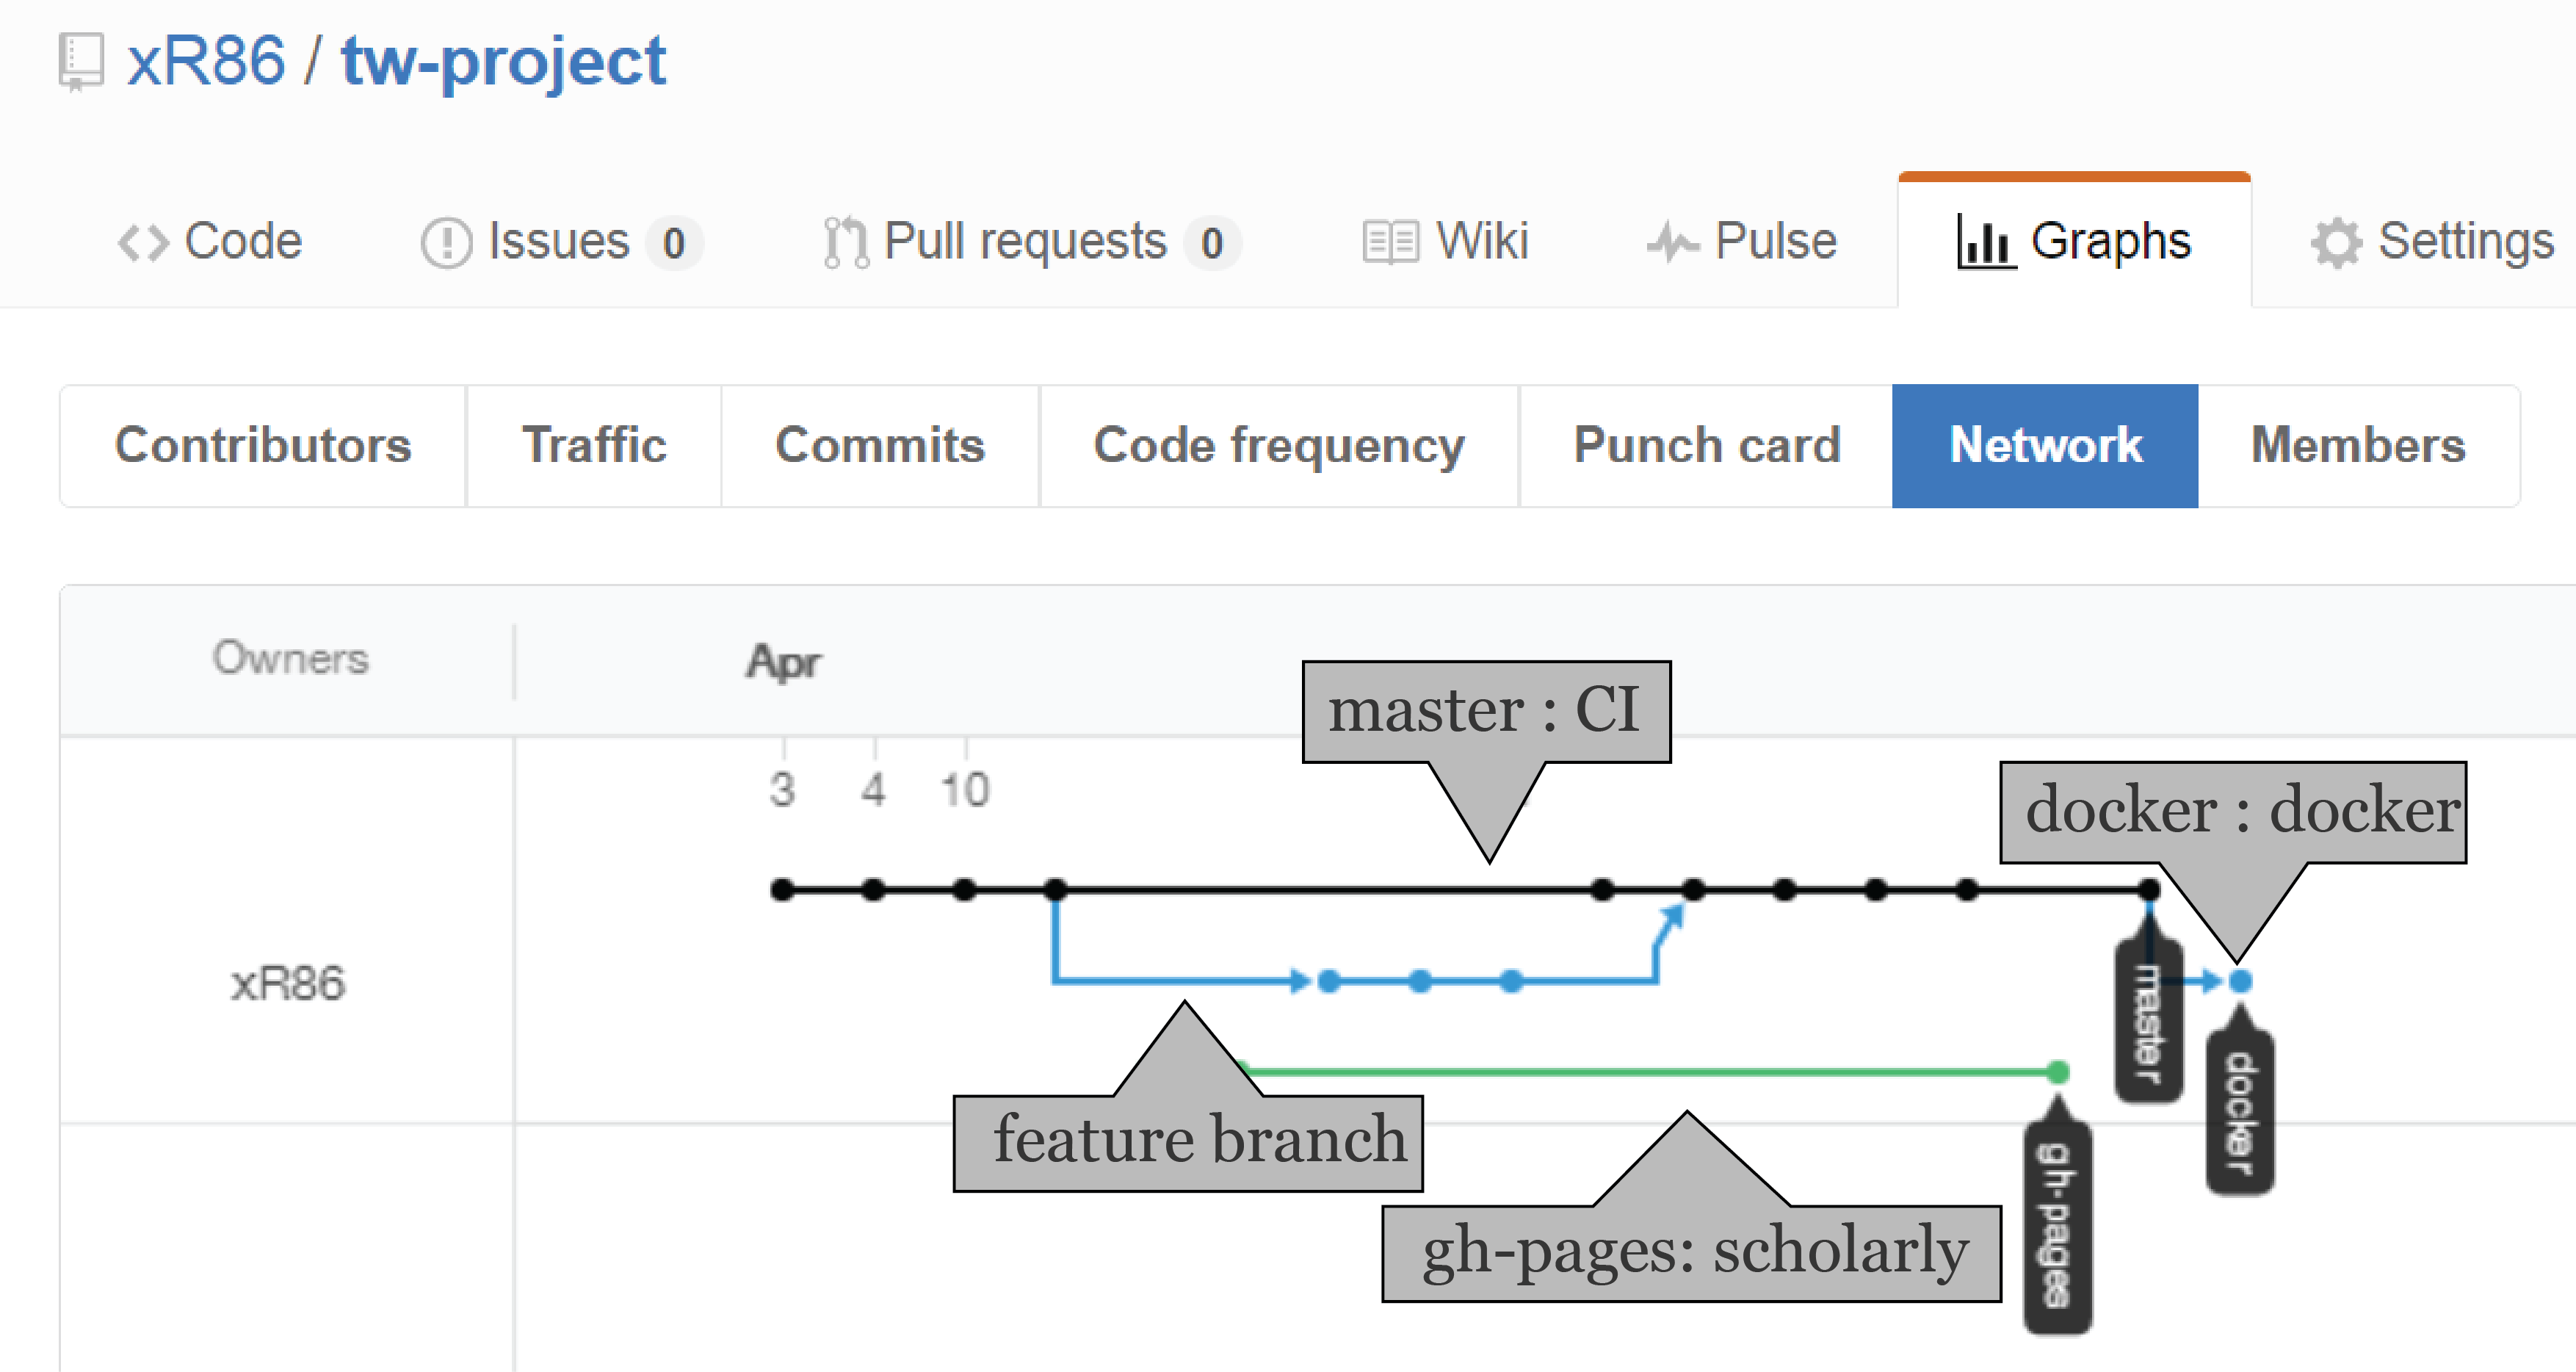 xR86 / tw-project
Code Issues 0 Pull requests 0 Wiki Pulse Graphs Settings
Contributors Traffic Commits Code frequency Punch card Network Members
Owners Apr
master : CI
3 4 10
docker : docker
xR86
master
docker
feature branch
gh-pages
gh-pages: scholarly